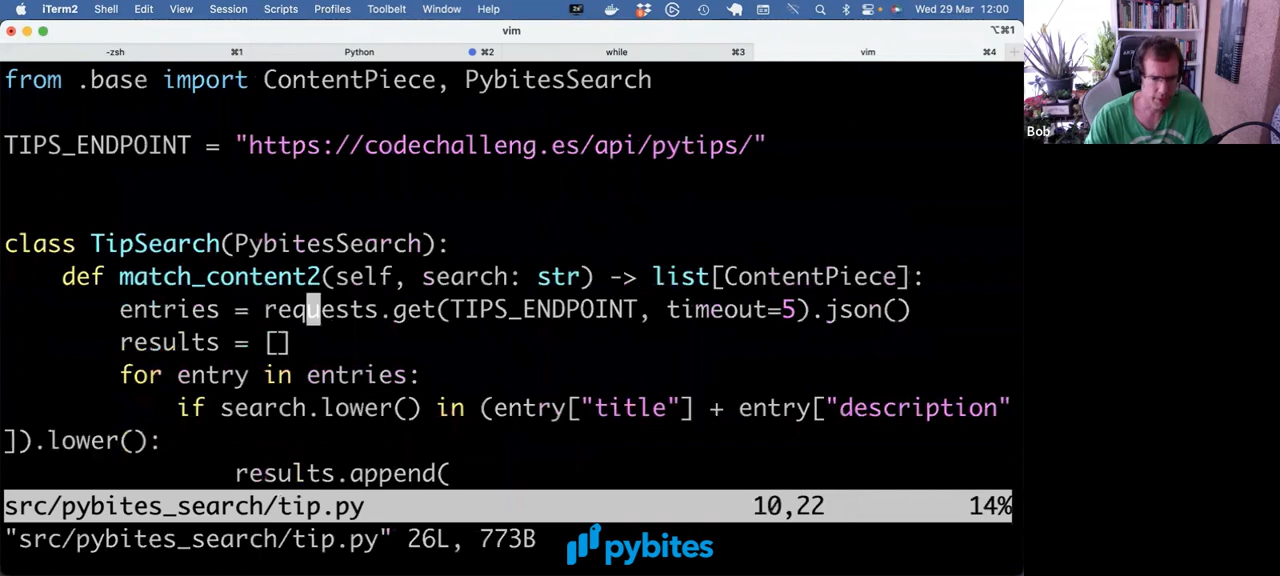 iTerm2 Shell Edit View Session Scripts Profiles Toolbelt Window Help Wed 29 Mar 12:00
vim ⌥⌘1
-zsh ⌘1 Python ⌘2 while ⌘3 vim ⌘4
from .base import ContentPiece, PybitesSearch
TIPS_ENDPOINT = "https://codechalleng.es/api/pytips/"
class TipSearch(PybitesSearch):
def match_content2(self, search: str) -> list[ContentPiece]:
entries = requests.get(TIPS_ENDPOINT, timeout=5).json()
results = []
for entry in entries:
if search.lower() in (entry["title"] + entry["description"
]).lower():
results.append(
src/pybites_search/tip.py 10,22 14%
"src/pybites_search/tip.py" 26L, 773B
pybites
Bob